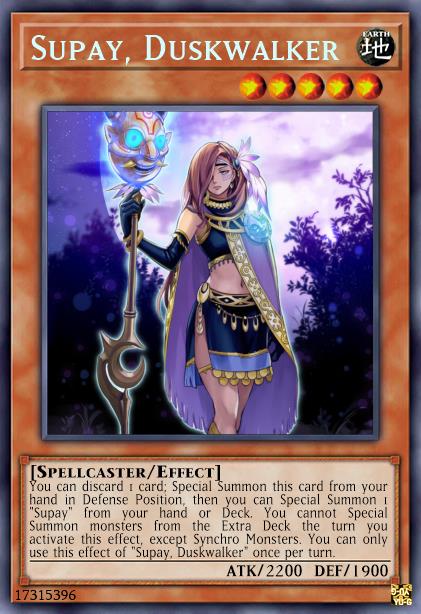 Supay, Duskwalker
EARTH
地
[Spellcaster/Effect]
You can discard 1 card; Special Summon this card from your
hand in Defense Position, then you can Special Summon 1
"Supay" from your hand or Deck. You cannot Special
Summon monsters from the Extra Deck the turn you
activate this effect, except Synchro Monsters. You can only
use this effect of "Supay, Duskwalker" once per turn.
ATK/2200 DEF/1900
17315396